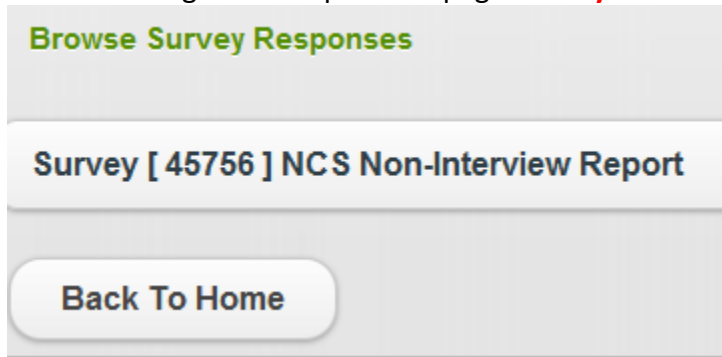 Browse Survey Responses
Survey [ 45756 ] NCS Non-Interview Report
Back To Home